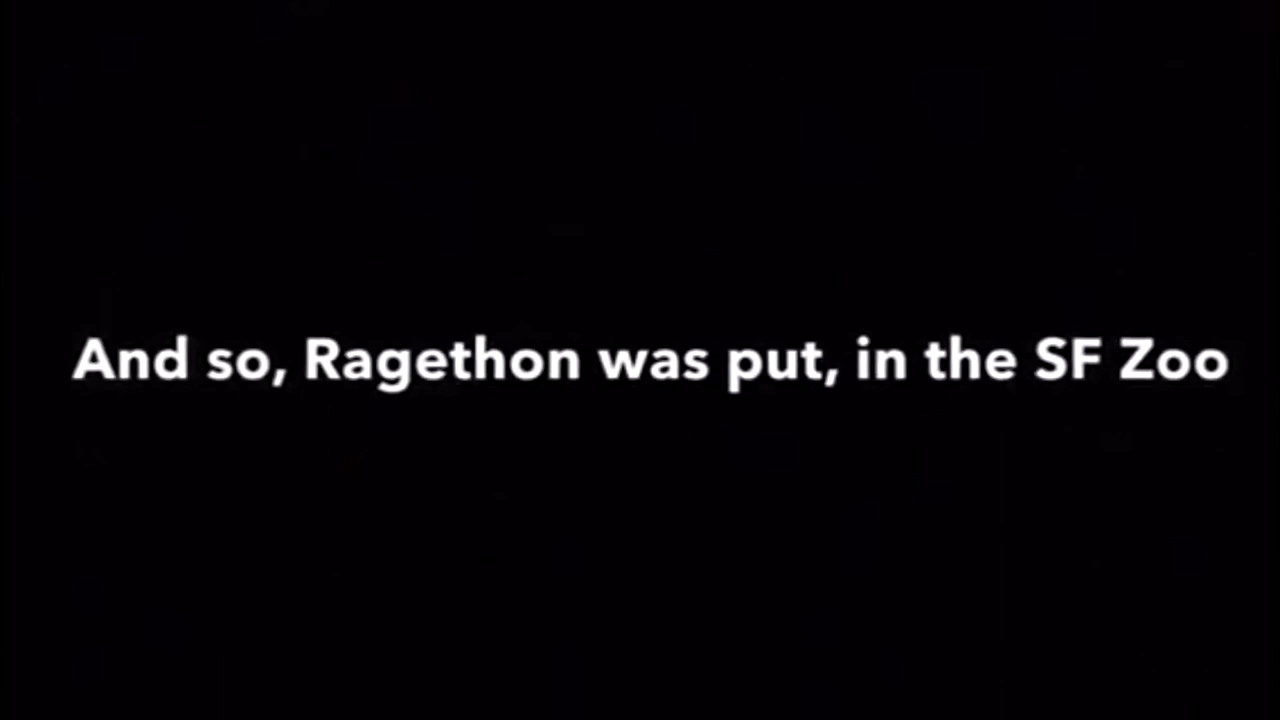 And so, Ragethon was put, in the SF Zoo